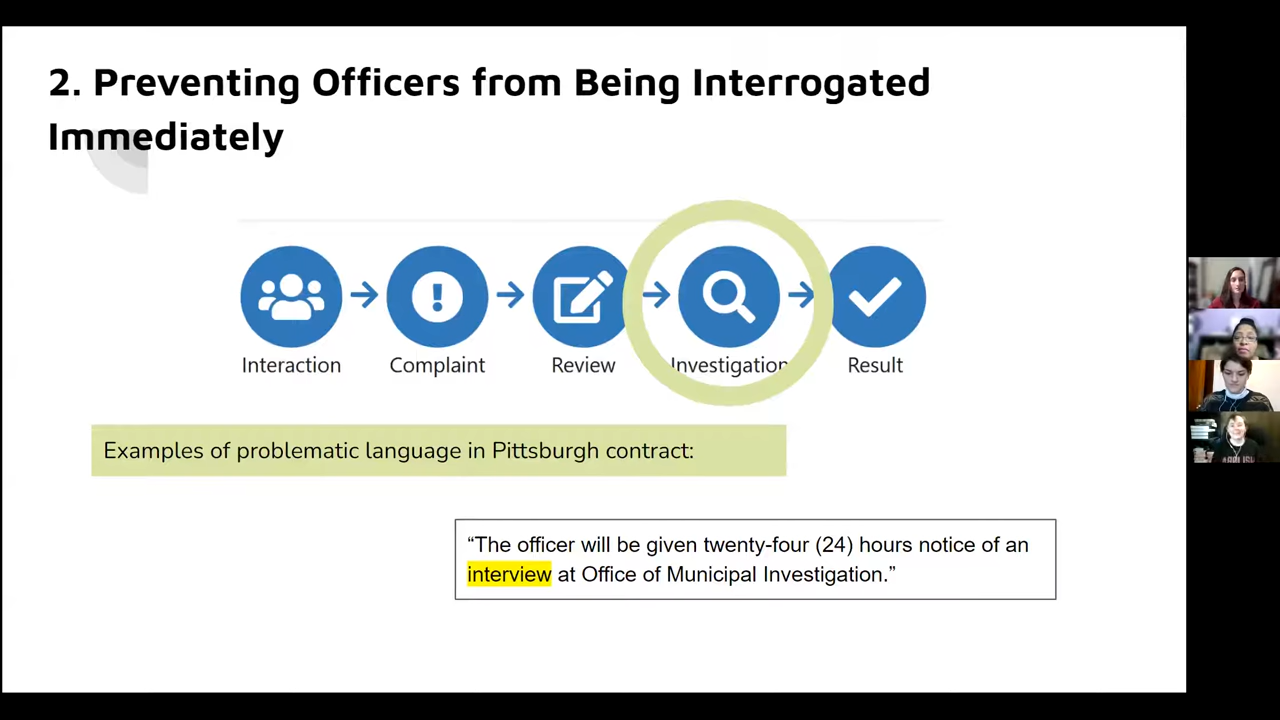 2. Preventing Officers from Being Interrogated
Immediately
Interaction
Complaint
Review
Investigation
Result
Examples of problematic language in Pittsburgh contract:
“The officer will be given twenty-four (24) hours notice of an
interview at Office of Municipal Investigation.”